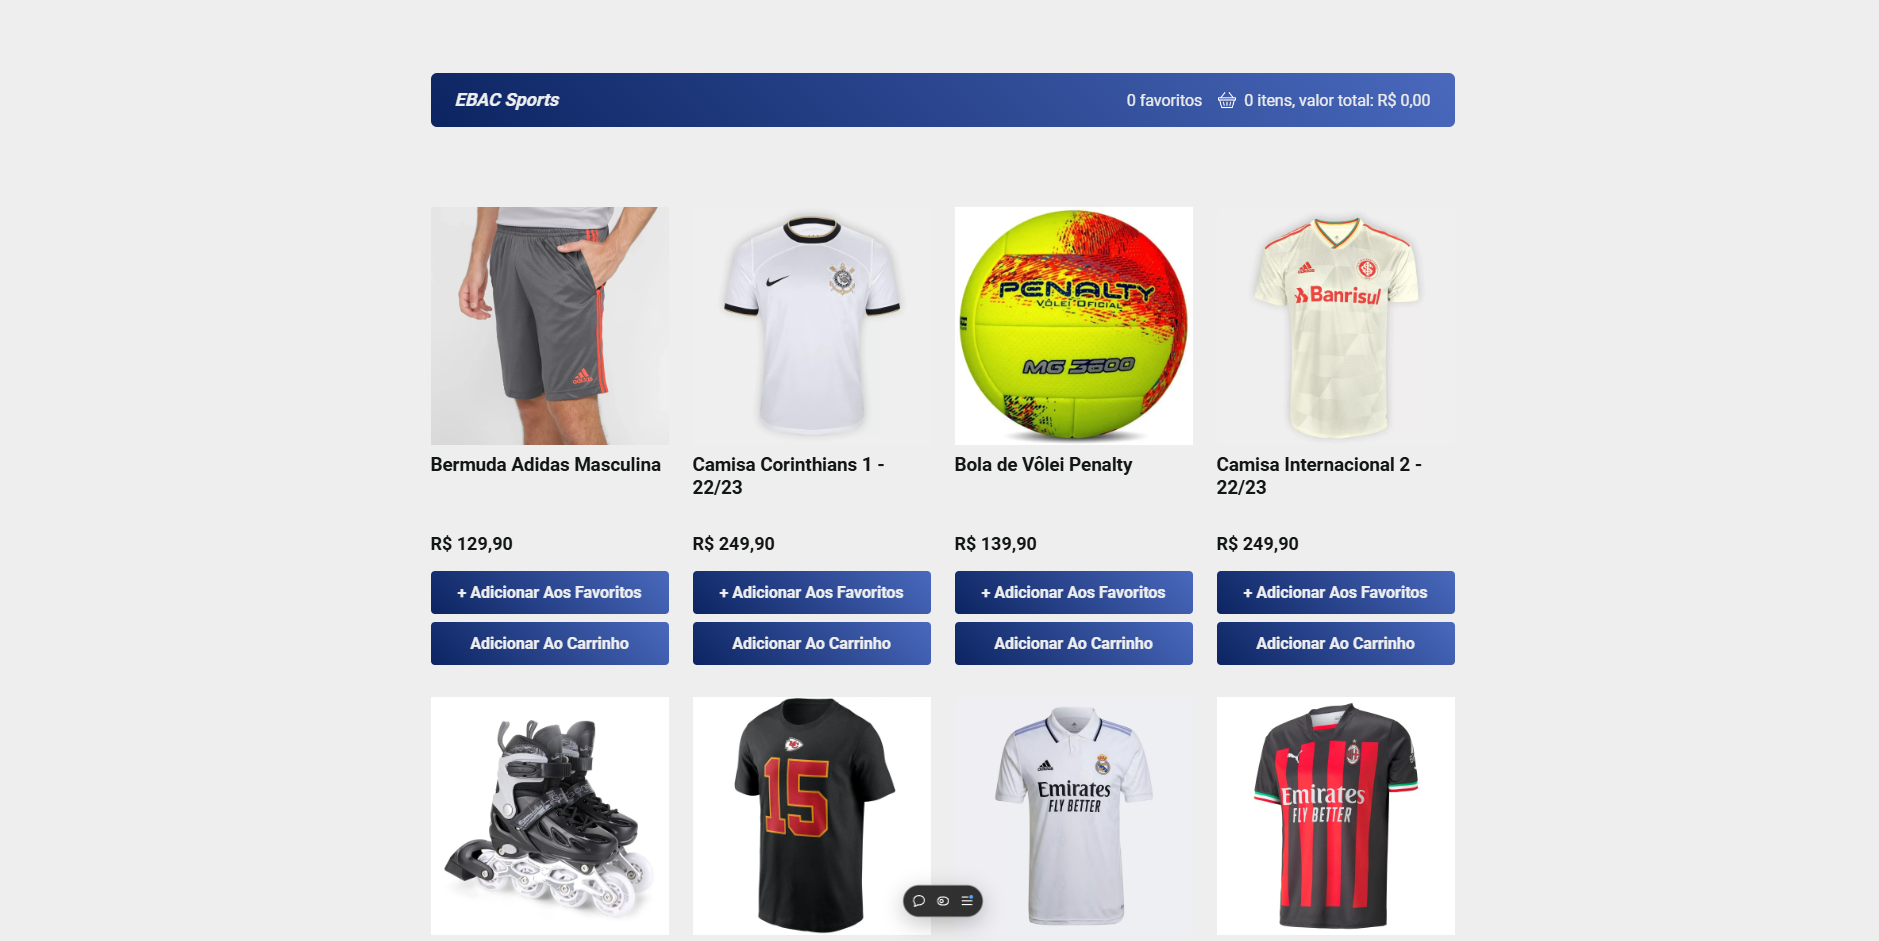 EBAC Sports
0 favoritos
0 itens, valor total: R$ 0,00
PENALTY
VÔLEI OFICIAL
MG 3600
Banrisul
Bermuda Adidas Masculina
Camisa Corinthians 1 -
22/23
Bola de Vôlei Penalty
Camisa Internacional 2 -
22/23
R$ 129,90
R$ 249,90
R$ 139,90
R$ 249,90
+ Adicionar Aos Favoritos
+ Adicionar Aos Favoritos
+ Adicionar Aos Favoritos
+ Adicionar Aos Favoritos
Adicionar Ao Carrinho
Adicionar Ao Carrinho
Adicionar Ao Carrinho
Adicionar Ao Carrinho
15
Emirates
FLY BETTER
Emirates
FLY BETTER